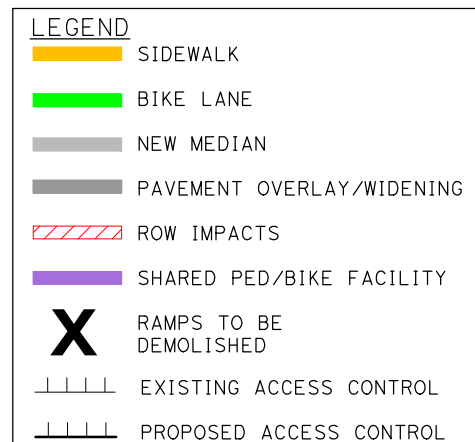 LEGEND
SIDEWALK
BIKE LANE
NEW MEDIAN
PAVEMENT OVERLAY/WIDENING
ROW IMPACTS
SHARED PED/BIKE FACILITY
X
RAMPS TO BE
DEMOLISHED
EXISTING ACCESS CONTROL
PROPOSED ACCESS CONTROL